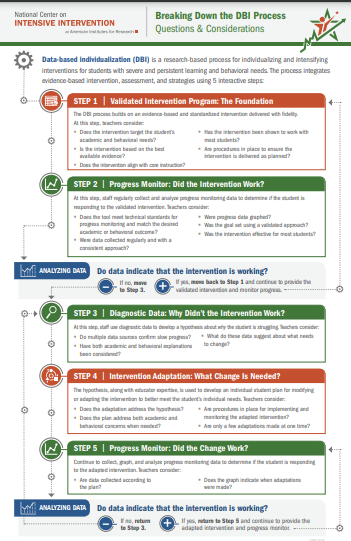 National Center on
INTENSIVE INTERVENTION
at American Institutes for Research
Breaking Down the DBI Process
Questions & Considerations
Data-based individualization (DBI) is a research-based process for individualizing and intensifying
interventions for students with severe and persistent learning and behavioral needs. The process integrates
evidence-based intervention, assessment, and strategies using 5 interactive steps:
STEP 1 | Validated Intervention Program: The Foundation
The DBI process builds on an evidence-based and standardized intervention delivered with fidelity.
At this step, teachers consider:
• Does the intervention target the student's
academic and behavioral needs?
• Is the intervention based on the best
available evidence?
• Does the intervention align with core instruction?
• Has the intervention been shown to work with
most students?
• Are procedures in place to ensure the
intervention is delivered as planned?
STEP 2 | Progress Monitor: Did the Intervention Work?
At this step, staff regularly collect and analyze progress monitoring data to determine if the student is
responding to the validated intervention. Teachers consider:
• Does the tool meet technical standards for
progress monitoring and match the desired
academic or behavioral outcome?
• Were data collected regularly and with a
consistent approach?
• Were progress data graphed?
• Was the goal set using a validated approach?
• Was the intervention effective for most students?
ANALYZING DATA
Do data indicate that the intervention is working?
If no, move
to Step 3.
If yes, move back to Step 1 and continue to provide the
validated intervention and monitor progress.
STEP 3 | Diagnostic Data: Why Didn't the Intervention Work?
At this step, staff use diagnostic data to develop a hypothesis about why the student is struggling. Teachers consider:
• Do multiple data sources confirm slow progress?
• Have both academic and behavioral explanations
been considered?
• What do these data suggest about what needs
to change?
STEP 4 | Intervention Adaptation: What Change Is Needed?
The hypothesis, along with educator expertise, is used to develop an individual student plan for modifying
or adapting the intervention to better meet the student's individual needs. Teachers consider:
• Does the adaptation address the hypothesis?
• Does the plan address both academic and
behavioral concerns when needed?
• Are procedures in place for implementing and
monitoring the adapted intervention?
• Are only a few adaptations made at one time?
STEP 5 | Progress Monitor: Did the Change Work?
Continue to collect, graph, and analyze progress monitoring data to determine if the student is responding
to the adapted intervention. Teachers consider:
• Are data collected according to
the plan?
• Does the graph indicate when adaptations
were made?
ANALYZING DATA
Do data indicate that the intervention is working?
If no, return
to Step 3.
If yes, return to Step 5 and continue to provide the
adapted intervention and progress monitor.